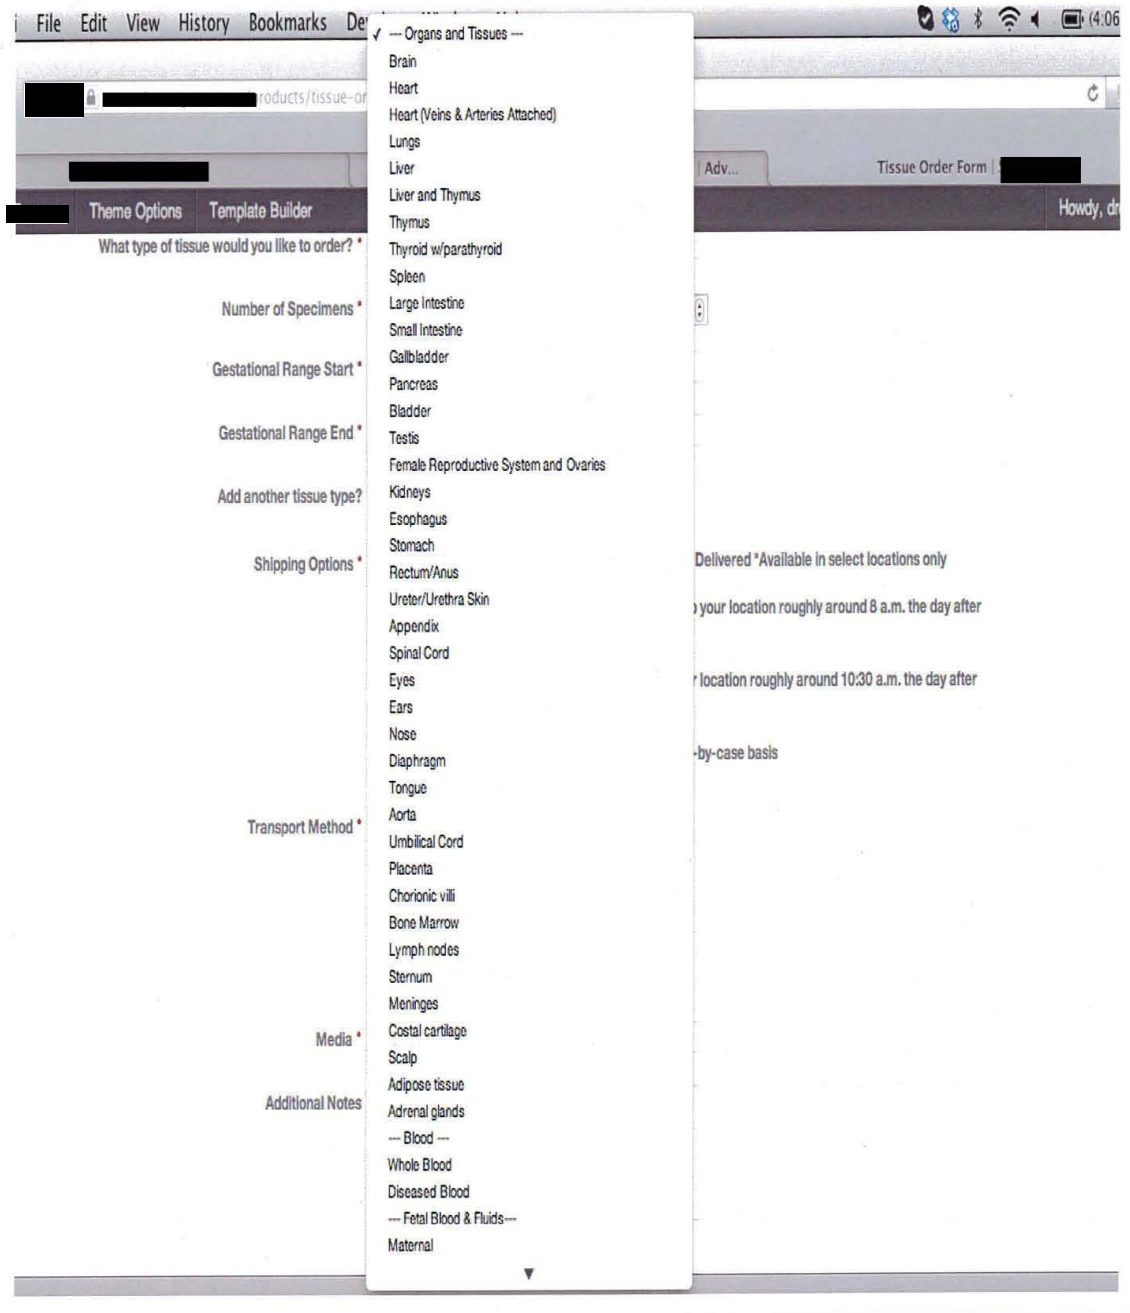 File Edit View History Bookmarks
(4:06
products/tissue-or
Adv...
Tissue Order Form
Theme Options Template Builder
Howdy, dr
What type of tissue would you like to order? *
Number of Specimens *
Gestational Range Start *
Gestational Range End *
Add another tissue type?
Shipping Options *
Transport Method *
Media *
Additional Notes
✓ --- Organs and Tissues ---
Brain
Heart
Heart (Veins & Arteries Attached)
Lungs
Liver
Liver and Thymus
Thymus
Thyroid w/parathyroid
Spleen
Large Intestine
Small Intestine
Gallbladder
Pancreas
Bladder
Testis
Female Reproductive System and Ovaries
Kidneys
Esophagus
Stomach
Rectum/Anus
Ureter/Urethra Skin
Appendix
Spinal Cord
Eyes
Ears
Nose
Diaphragm
Tongue
Aorta
Umbilical Cord
Placenta
Chorionic villi
Bone Marrow
Lymph nodes
Sternum
Meninges
Costal cartilage
Scalp
Adipose tissue
Adrenal glands
--- Blood ---
Whole Blood
Diseased Blood
--- Fetal Blood & Fluids---
Maternal
Delivered *Available in select locations only
your location roughly around 8 a.m. the day after
location roughly around 10:30 a.m. the day after
-by-case basis